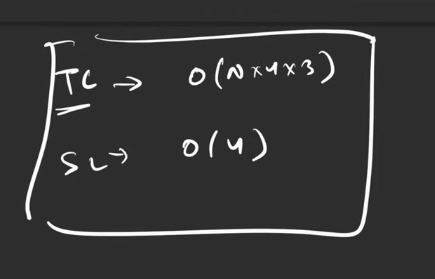 TC → O(N×4×3)
SC → O(4)